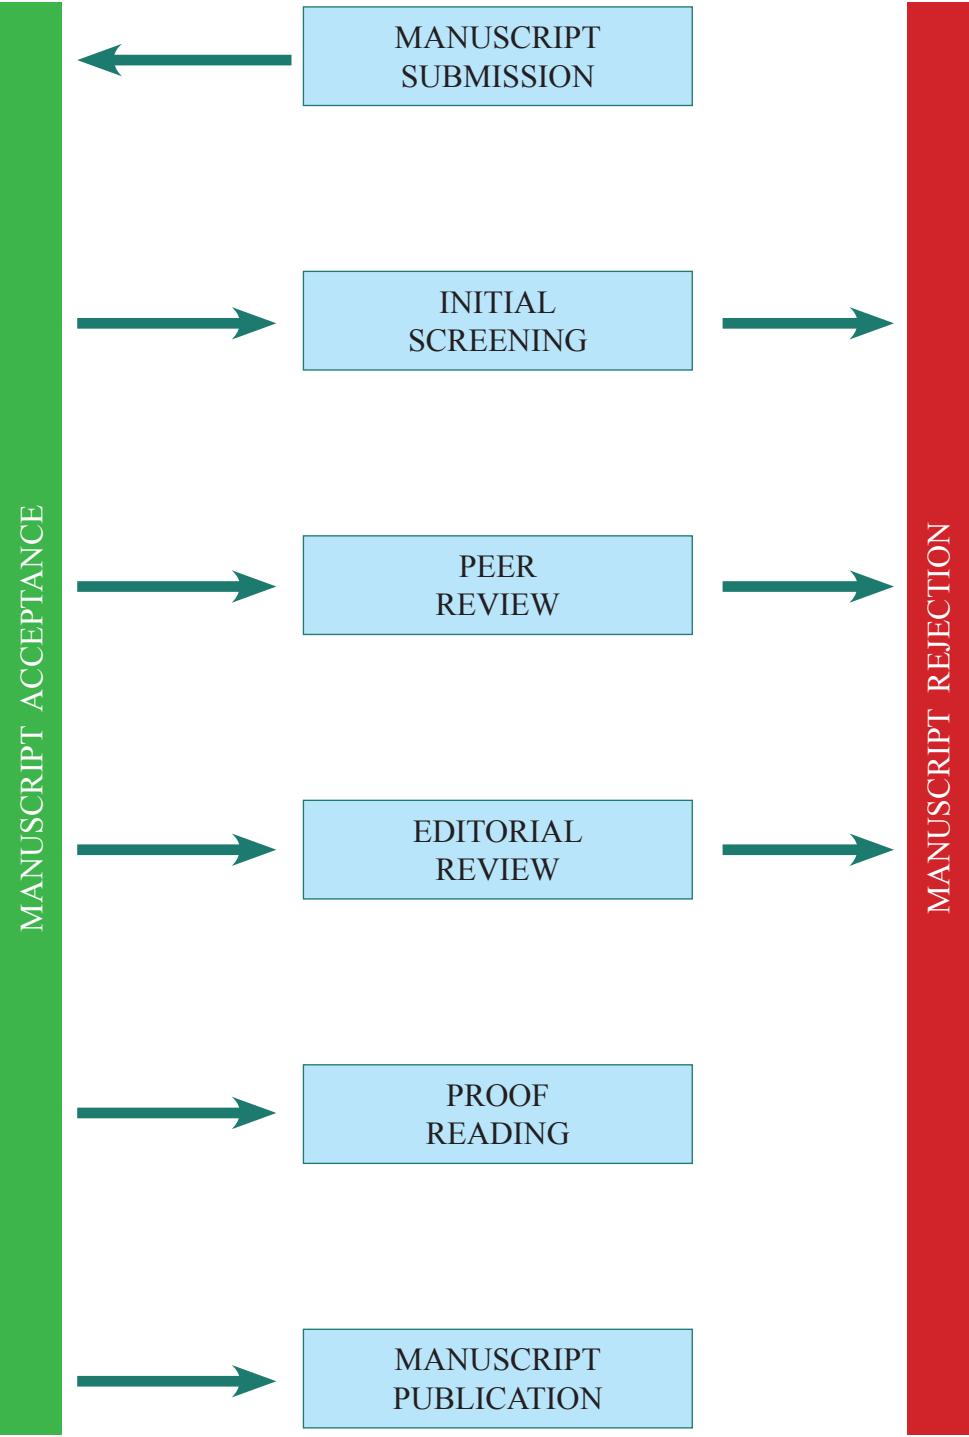 MANUSCRIPT
SUBMISSION
INITIAL
SCREENING
PEER
REVIEW
EDITORIAL
REVIEW
PROOF
READING
MANUSCRIPT
PUBLICATION
MANUSCRIPT ACCEPTANCE
MANUSCRIPT REJECTION